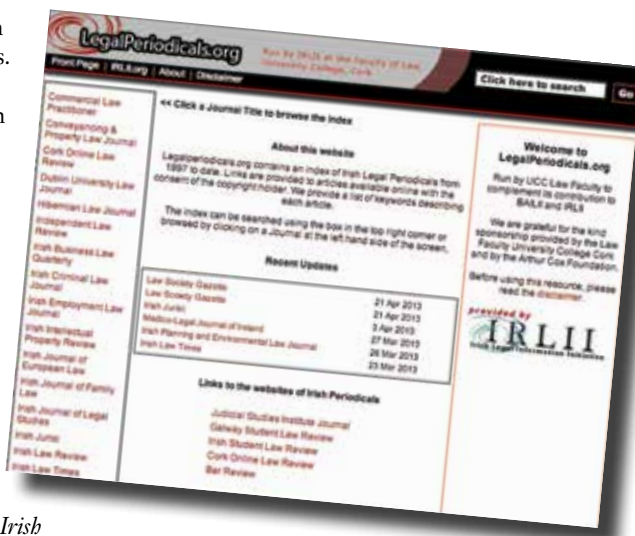 LegalPeriodicals.org
Run by IRLII at the Faculty of Law
University College, Cork
Click here to search
Go
Front Page | IRLII.org | About | Disclaimer
Commercial Law
Practitioner
Conveyancing &
Property Law Journal
Cork Online Law
Review
Dublin University Law
Journal
Hibernian Law Journal
Independent Law
Review
Irish Business Law
Quarterly
Irish Criminal Law
Journal
Irish Employment Law
Journal
Irish Intellectual
Property Review
Irish Journal of
European Law
Irish Journal of Family
Law
Irish Journal of Legal
Studies
Irish Jurist
Irish Law Review
Irish Law Times
<< Click a Journal Title to browse the index
About this website
Legalperiodicals.org contains an index of Irish Legal Periodicals from
1997 to date. Links are provided to articles available online with the
consent of the copyright holder. We provide a list of keywords describing
each article.
The index can be searched using the box in the top right corner or
browsed by clicking on a Journal at the left hand side of the screen.
Recent Updates
Law Society Gazette 21 Apr 2013
Law Society Gazette 21 Apr 2013
Irish Jurist 3 Apr 2013
Medico-Legal Journal of Ireland 27 Mar 2013
Irish Planning and Environmental Law Journal 26 Mar 2013
Irish Law Times 23 Mar 2013
Links to the websites of Irish Periodicals
Judicial Studies Institute Journal
Galway Student Law Review
Irish Student Law Review
Cork Online Law Review
Bar Review
Welcome to
LegalPeriodicals.org
Run by UCC Law Faculty to
complement its contribution to
BAILII and IRLII
We are grateful for the kind
sponsorship provided by the Law
Faculty University College Cork
and by the Arthur Cox Foundation.
Before using this resource, please
read the disclaimer.
provided by
IRLII
Irish Legal Information Initiative
Irish